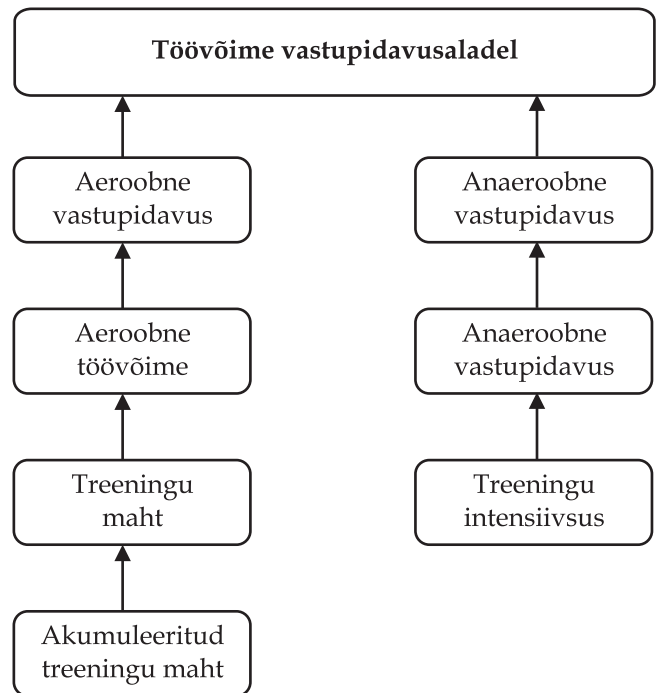 Töövõime vastupidavusaladel
Aeroobne
vastupidavus
Anaeroobne
vastupidavus
Aeroobne
töövõime
Anaeroobne
vastupidavus
Treeningu
maht
Treeningu
intensiivsus
Akumuleeritud
treeningu maht